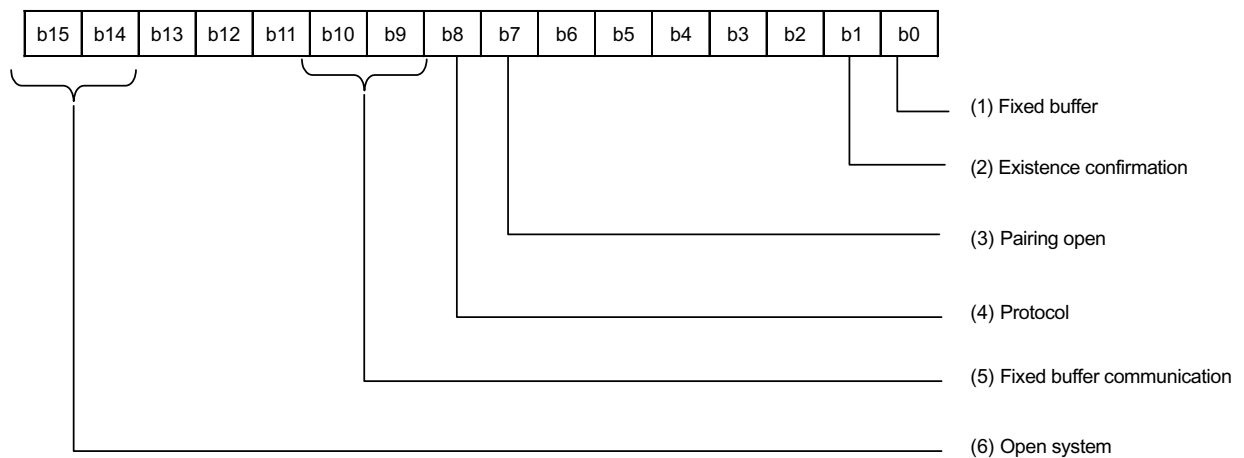 b15 b14 b13 b12 b11 b10 b9 b8 b7 b6 b5 b4 b3 b2 b1 b0
(1) Fixed buffer
(2) Existence confirmation
(3) Pairing open
(4) Protocol
(5) Fixed buffer communication
(6) Open system